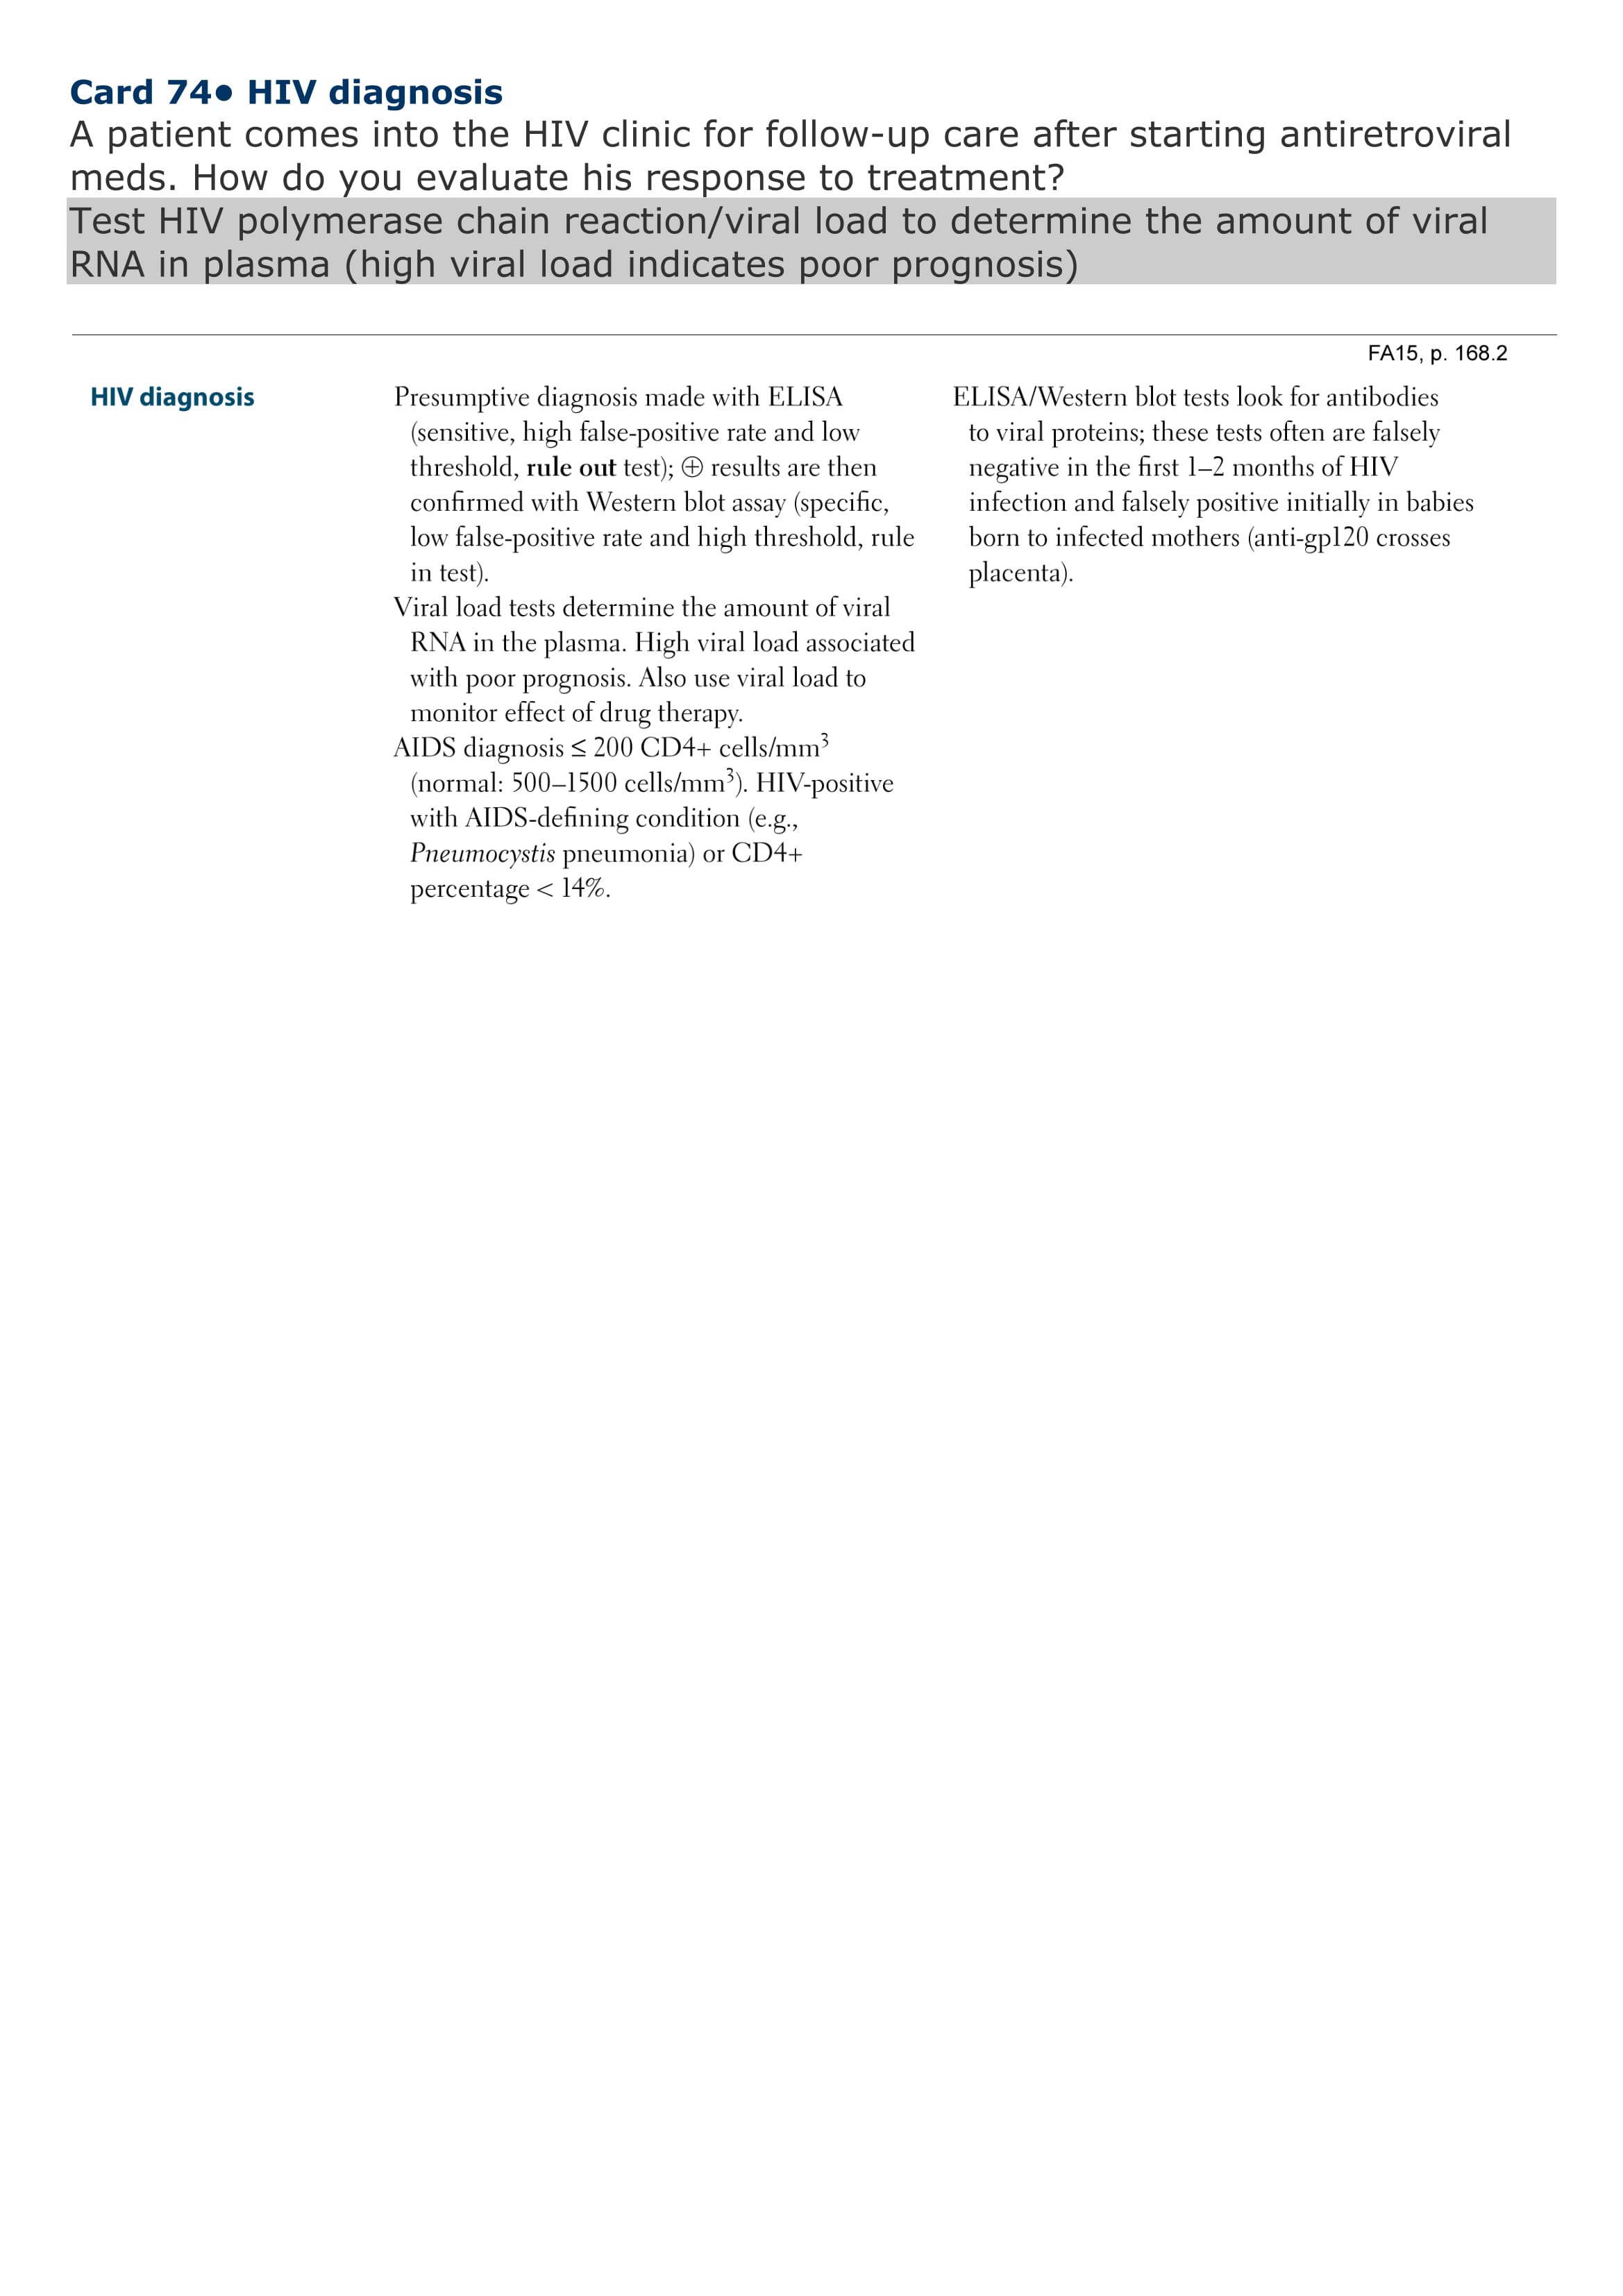 Card 74● HIV diagnosis
A patient comes into the HIV clinic for follow-up care after starting antiretroviral
meds. How do you evaluate his response to treatment?
Test HIV polymerase chain reaction/viral load to determine the amount of viral
RNA in plasma (high viral load indicates poor prognosis)
FA15, p. 168.2
HIV diagnosis
Presumptive diagnosis made with ELISA
(sensitive, high false-positive rate and low
threshold, rule out test); ⊕ results are then
confirmed with Western blot assay (specific,
low false-positive rate and high threshold, rule
in test).
Viral load tests determine the amount of viral
RNA in the plasma. High viral load associated
with poor prognosis. Also use viral load to
monitor effect of drug therapy.
AIDS diagnosis ≤ 200 CD4+ cells/mm³
(normal: 500–1500 cells/mm³). HIV-positive
with AIDS-defining condition (e.g.,
Pneumocystis pneumonia) or CD4+
percentage < 14%.
ELISA/Western blot tests look for antibodies
to viral proteins; these tests often are falsely
negative in the first 1–2 months of HIV
infection and falsely positive initially in babies
born to infected mothers (anti-gp120 crosses
placenta).